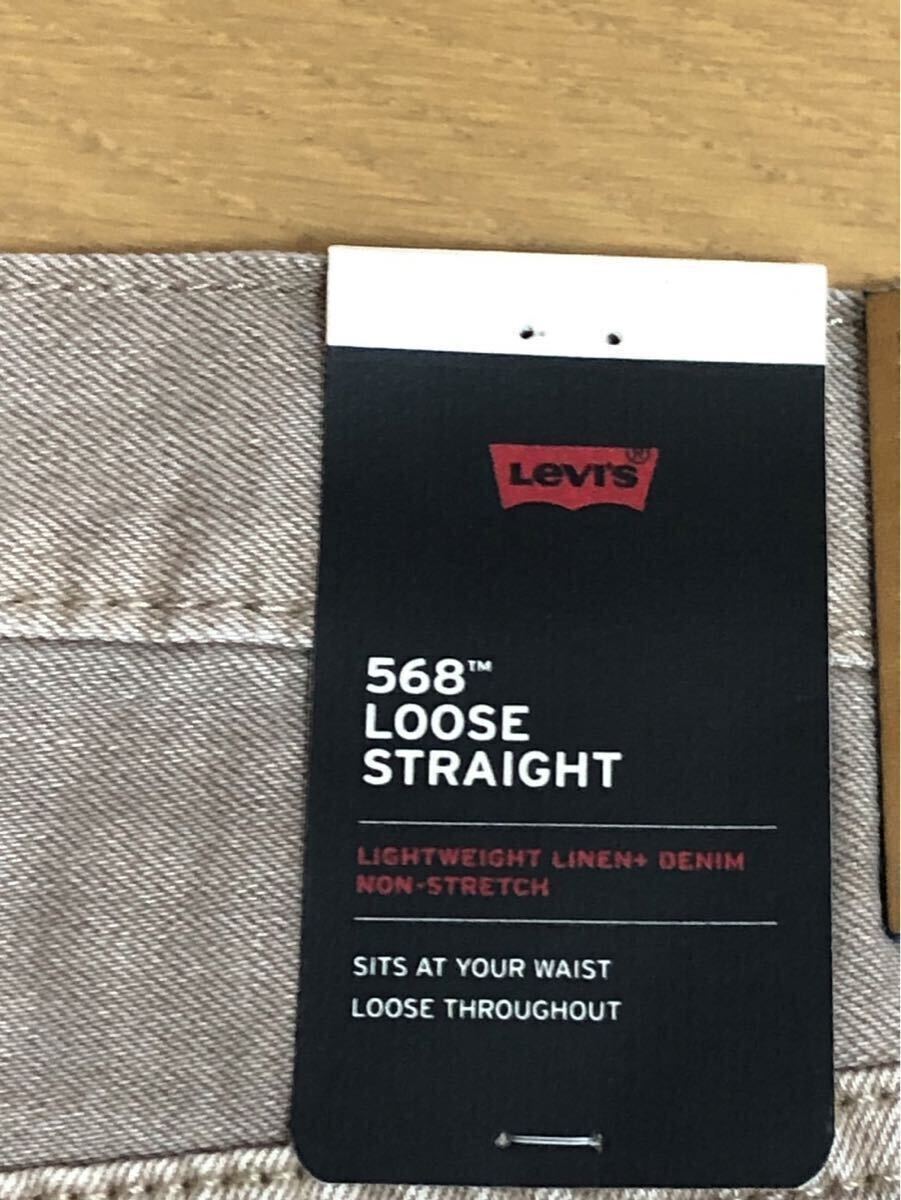 Levi's®
568™
LOOSE
STRAIGHT
LIGHTWEIGHT LINEN+ DENIM
NON-STRETCH
SITS AT YOUR WAIST
LOOSE THROUGHOUT